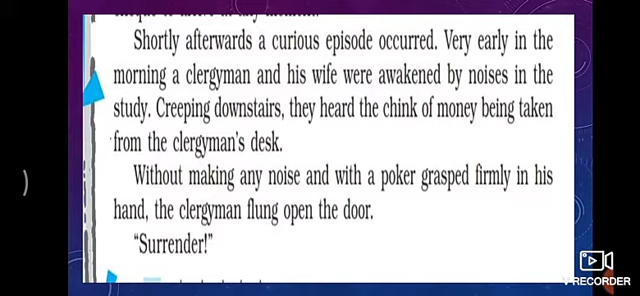 Shortly afterwards a curious episode occurred. Very early in the
morning a clergyman and his wife were awakened by noises in the
study. Creeping downstairs, they heard the chink of money being taken
from the clergyman's desk.
Without making any noise and with a poker grasped firmly in his
hand, the clergyman flung open the door.
"Surrender!"
V RECORDER